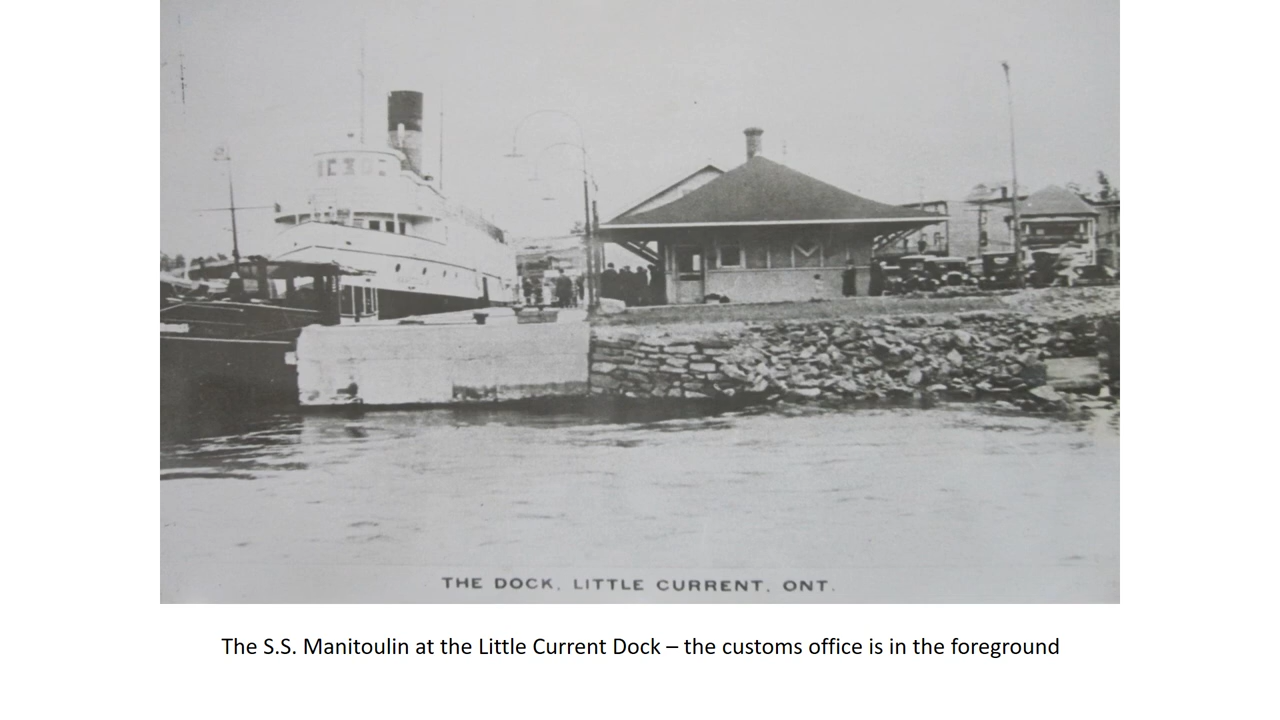 THE DOCK, LITTLE CURRENT, ONT.
The S.S. Manitoulin at the Little Current Dock – the customs office is in the foreground